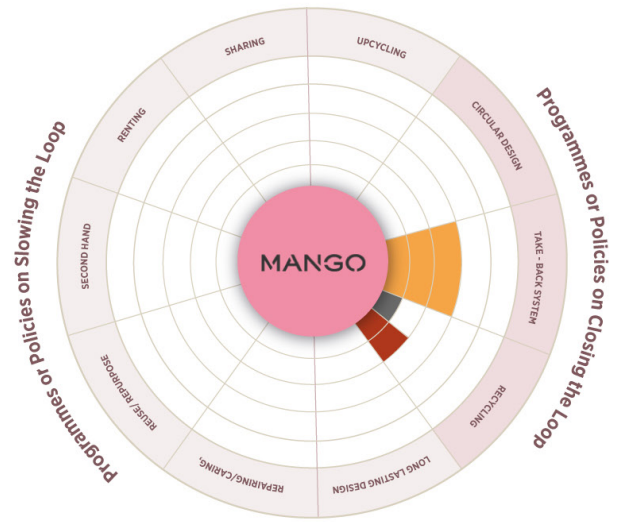 SHARING
UPCYCLING
CIRCULAR DESIGN
TAKE - BACK SYSTEM
RECYCLING
LONG LASTING DESIGN
REPAIRING/CARING,
REUSE/REPURPOSE
SECOND HAND
RENTING
MANGO
Programmes or Policies on Slowing the Loop
Programmes or Policies on Closing the Loop